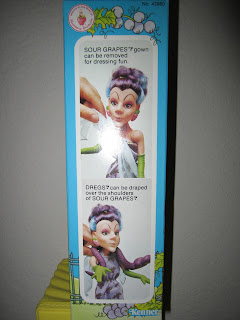 No. 43960
SOUR GRAPES™ gown
can be removed
for dressing fun.
DREGS™ can be draped
over the shoulders
of SOUR GRAPES™.
Kenner